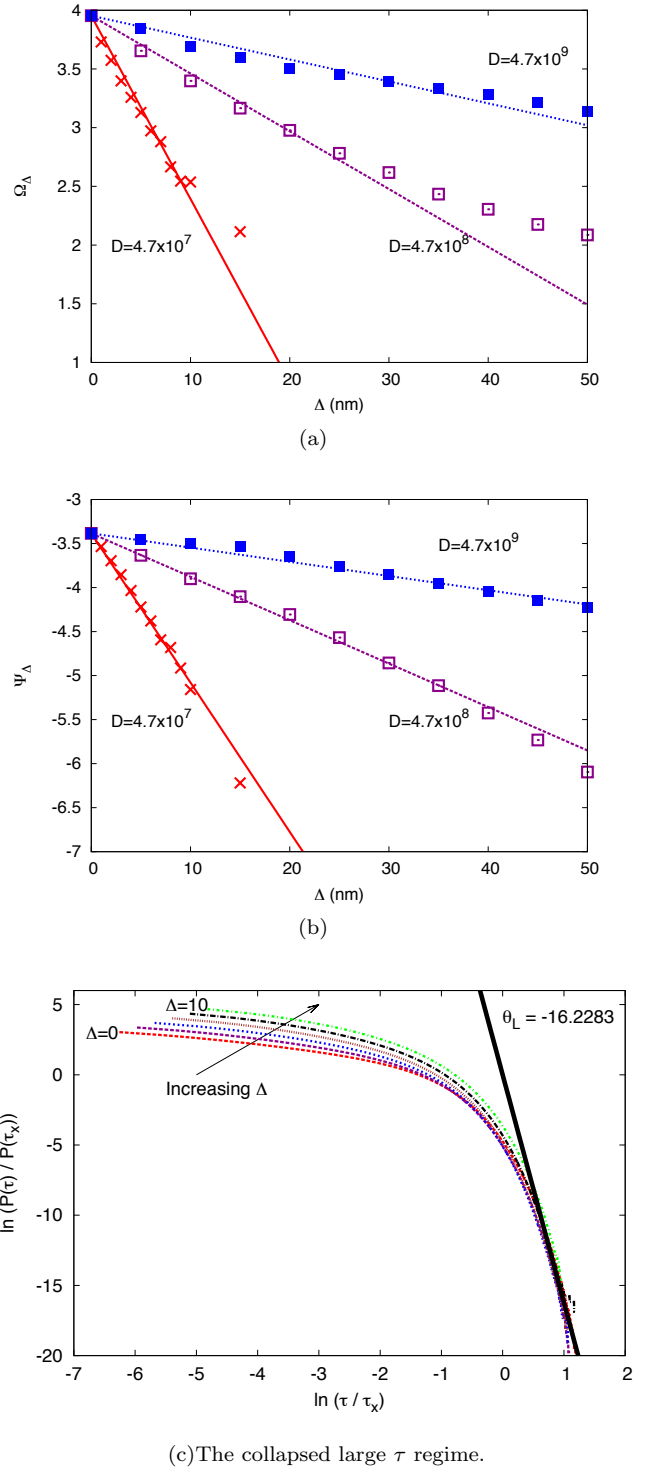 4
3.5
3
2.5
2
1.5
1
Ω_Δ
D=4.7x10^9
D=4.7x10^7
D=4.7x10^8
0 10 20 30 40 50
Δ (nm)
(a)
-3
-3.5
-4
-4.5
-5
-5.5
-6
-6.5
-7
Ψ_Δ
D=4.7x10^9
D=4.7x10^7
D=4.7x10^8
0 10 20 30 40 50
Δ (nm)
(b)
5
0
-5
-10
-15
-20
ln (P(τ) / P(τ_x))
Δ=10
Δ=0
θ_L = -16.2283
Increasing Δ
-7 -6 -5 -4 -3 -2 -1 0 1 2
ln (τ / τ_x)
(c)The collapsed large τ regime.